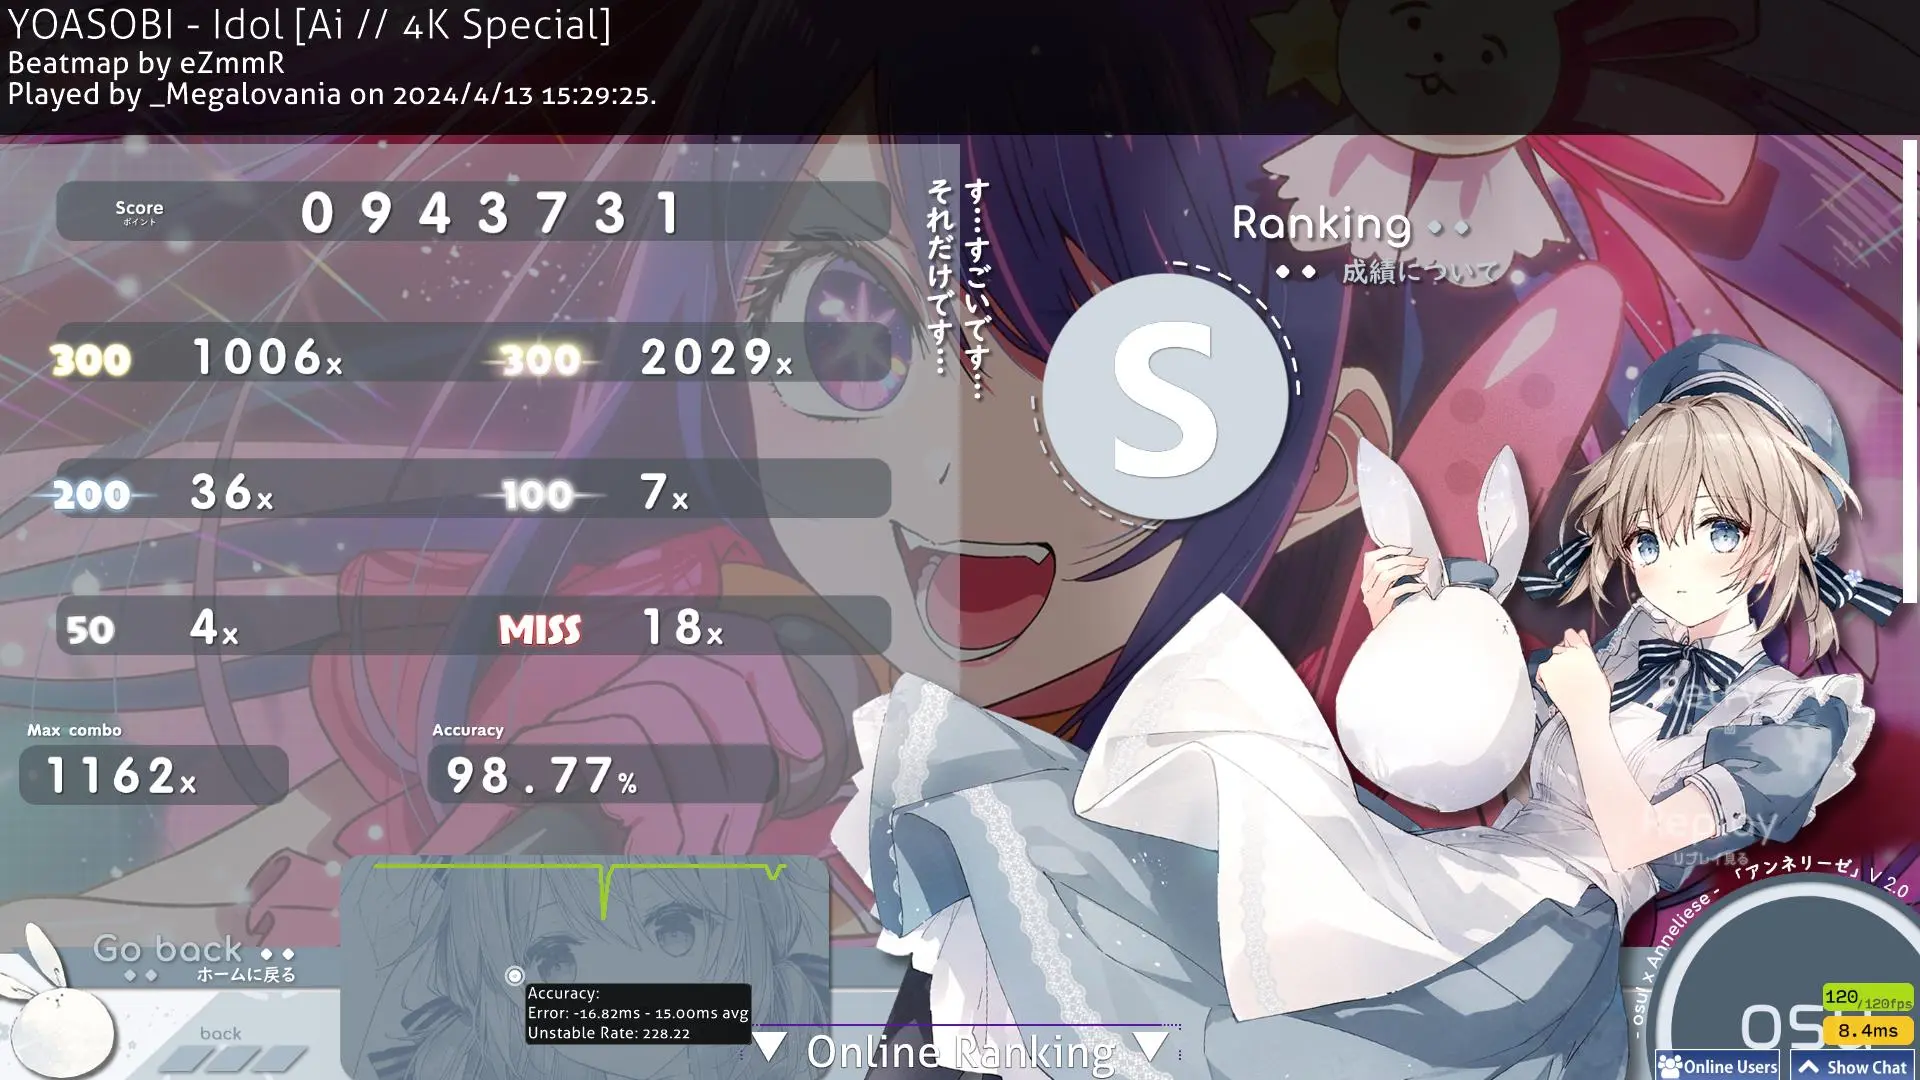 YOASOBI - Idol [Ai // 4K Special]
Beatmap by eZmmR
Played by _Megalovania on 2024/4/13 15:29:25.
Score
ポイント
0943731
す…すごいです…
それだけです…
Ranking
成績について
S
300 1006x 300 2029x
200 36x 100 7x
50 4x MISS 18x
Max combo
1162x
Accuracy
98.77%
Replay
リプレイ見る
- osu! x Anneliese - 「アンネリーゼ」 V 2.0
Go back
ホームに戻る
back
Accuracy:
Error: -16.82ms - 15.00ms avg
Unstable Rate: 228.22
Online Ranking
120/120fps
8.4ms
Online Users
Show Chat